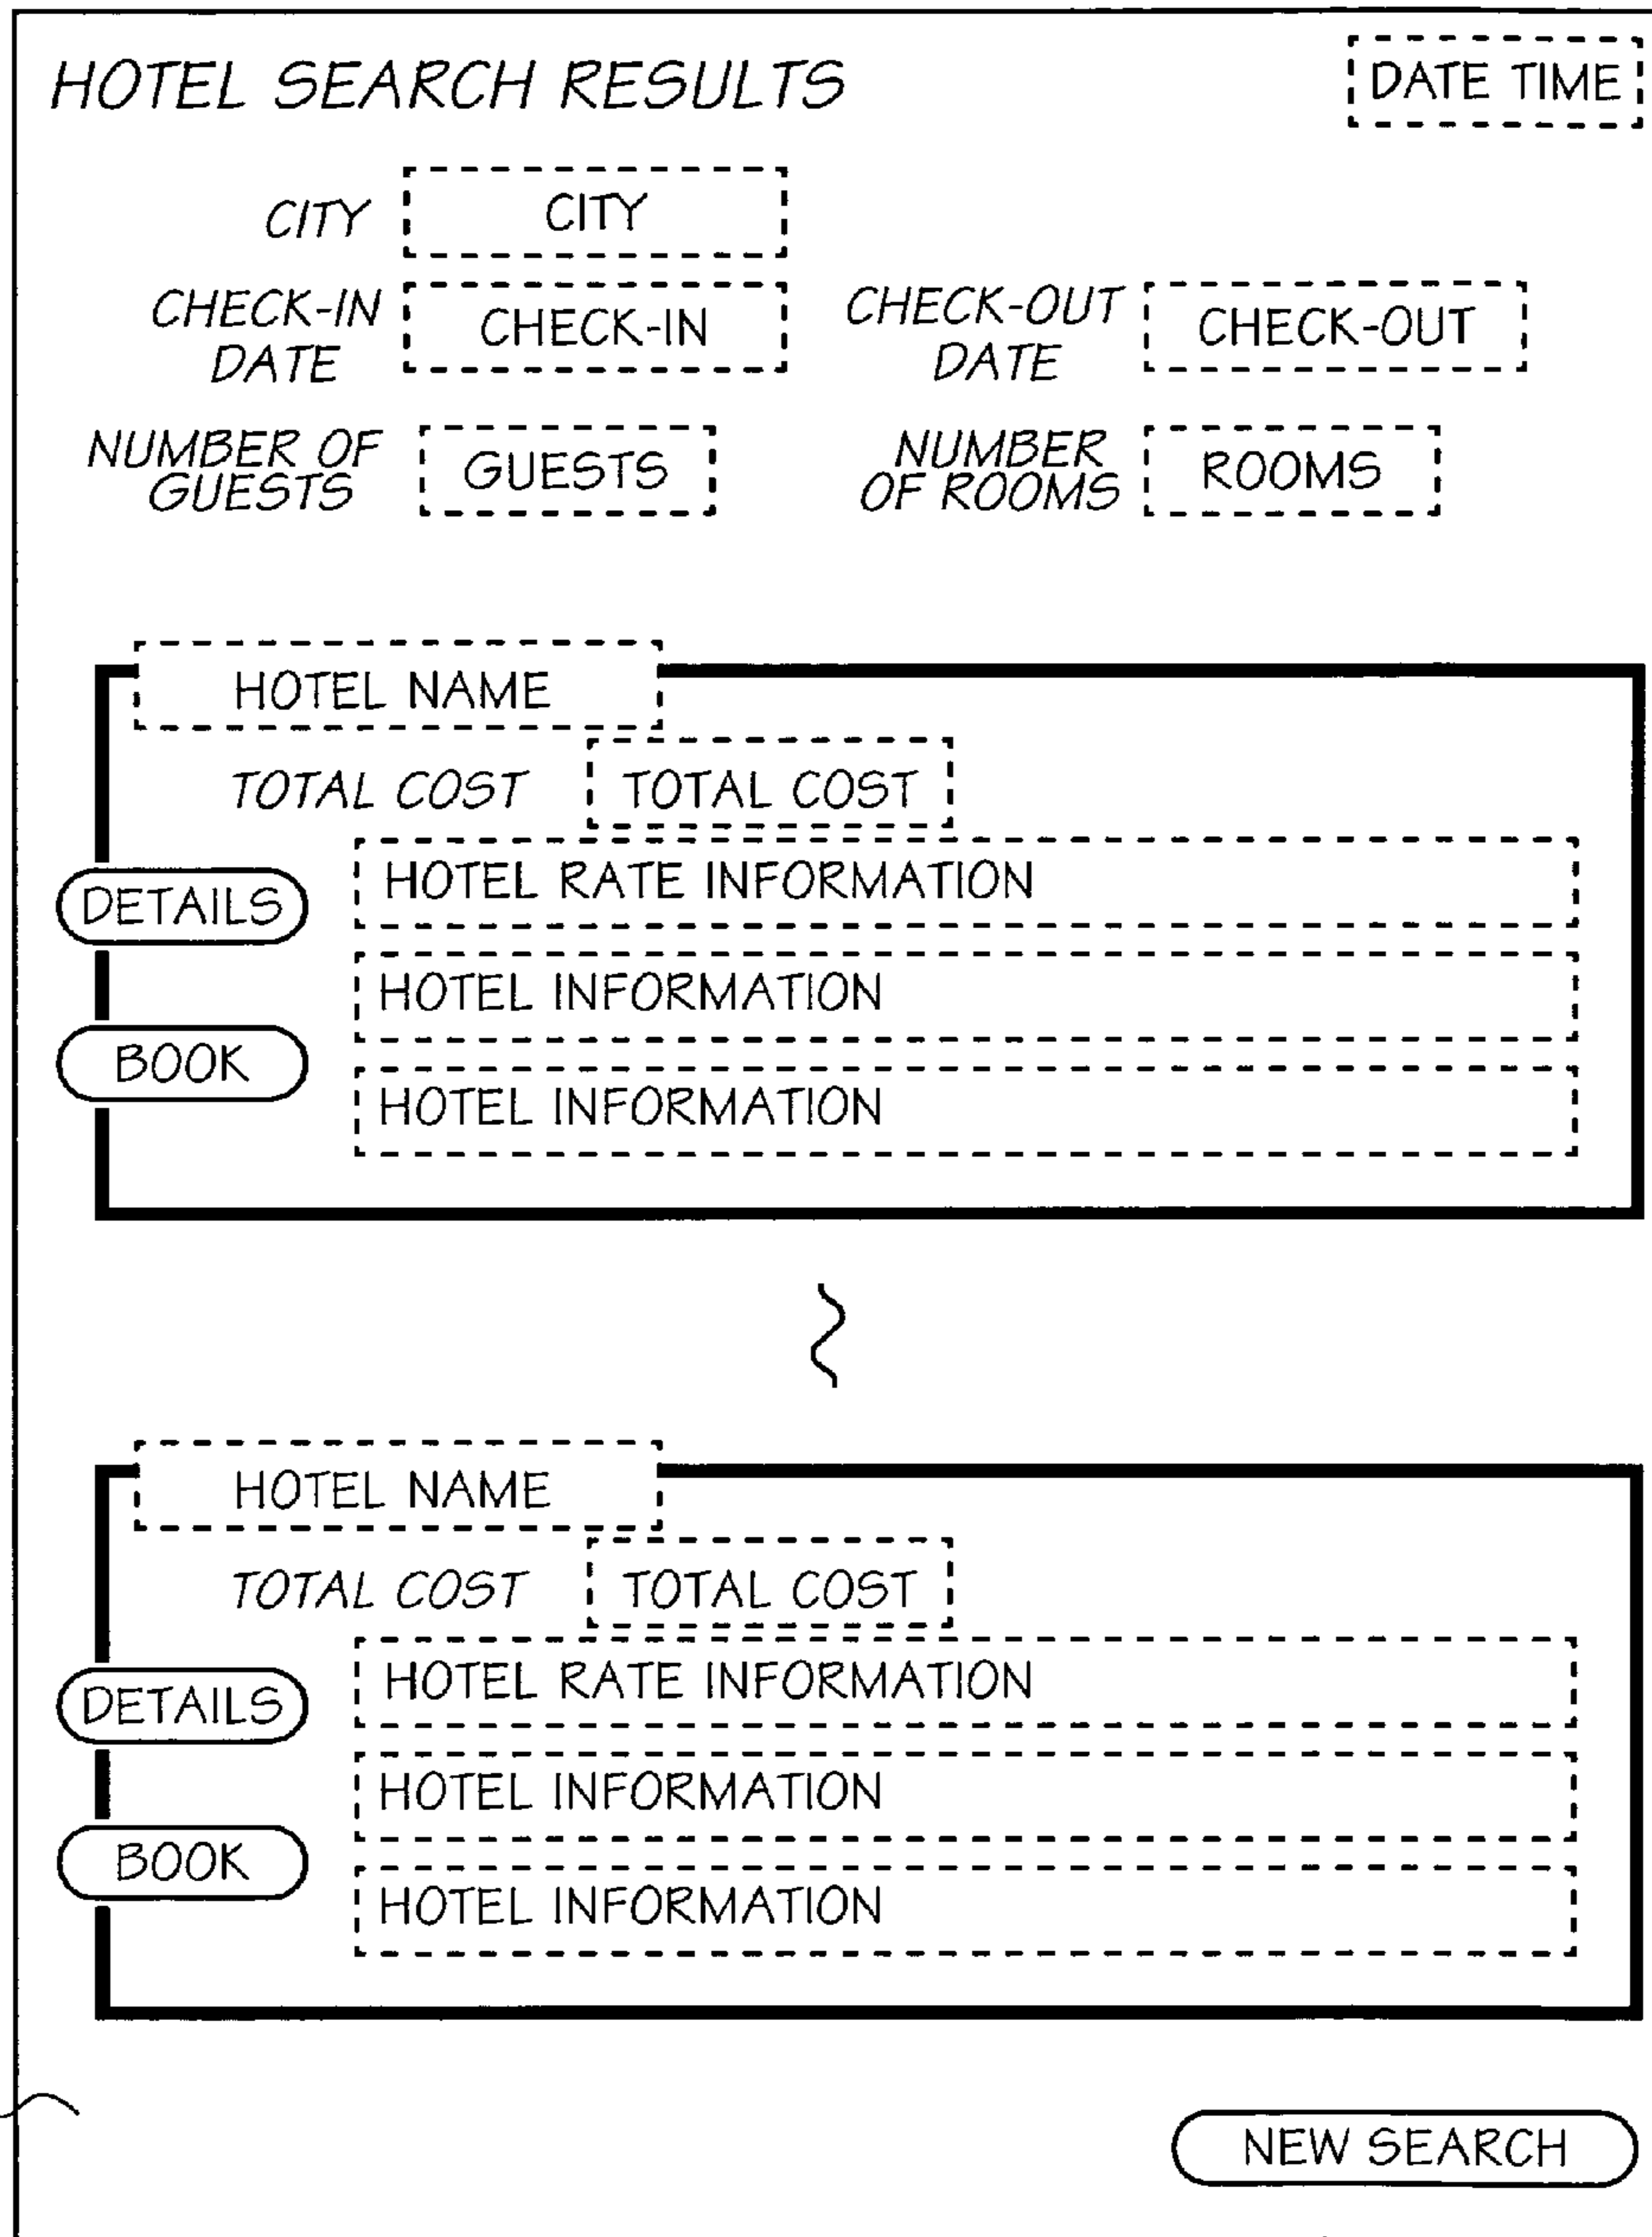 HOTEL SEARCH RESULTS
DATE TIME
CITY
CITY
CHECK-IN
DATE
CHECK-IN
CHECK-OUT
DATE
CHECK-OUT
NUMBER OF
GUESTS
GUESTS
NUMBER
OF ROOMS
ROOMS
HOTEL NAME
TOTAL COST
TOTAL COST
HOTEL RATE INFORMATION
DETAILS
HOTEL INFORMATION
BOOK
HOTEL INFORMATION
HOTEL NAME
TOTAL COST
TOTAL COST
HOTEL RATE INFORMATION
DETAILS
HOTEL INFORMATION
BOOK
HOTEL INFORMATION
NEW SEARCH